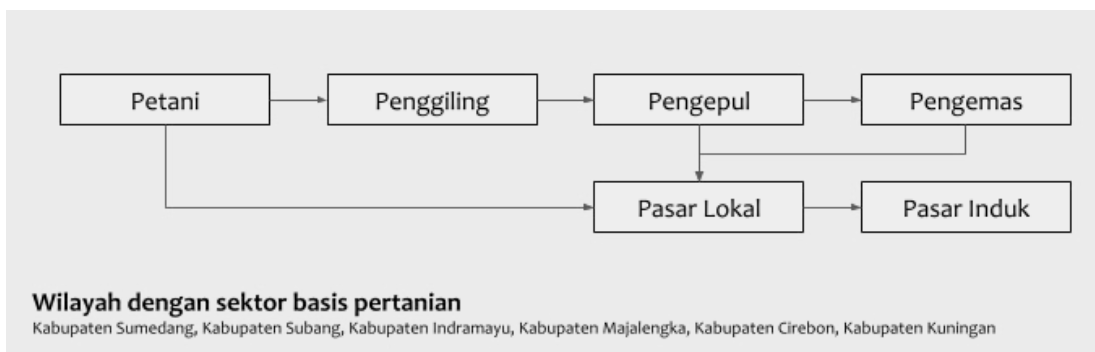 Petani
Penggiling
Pengepul
Pengemas
Pasar Lokal
Pasar Induk
Wilayah dengan sektor basis pertanian
Kabupaten Sumedang, Kabupaten Subang, Kabupaten Indramayu, Kabupaten Majalengka, Kabupaten Cirebon, Kabupaten Kuningan